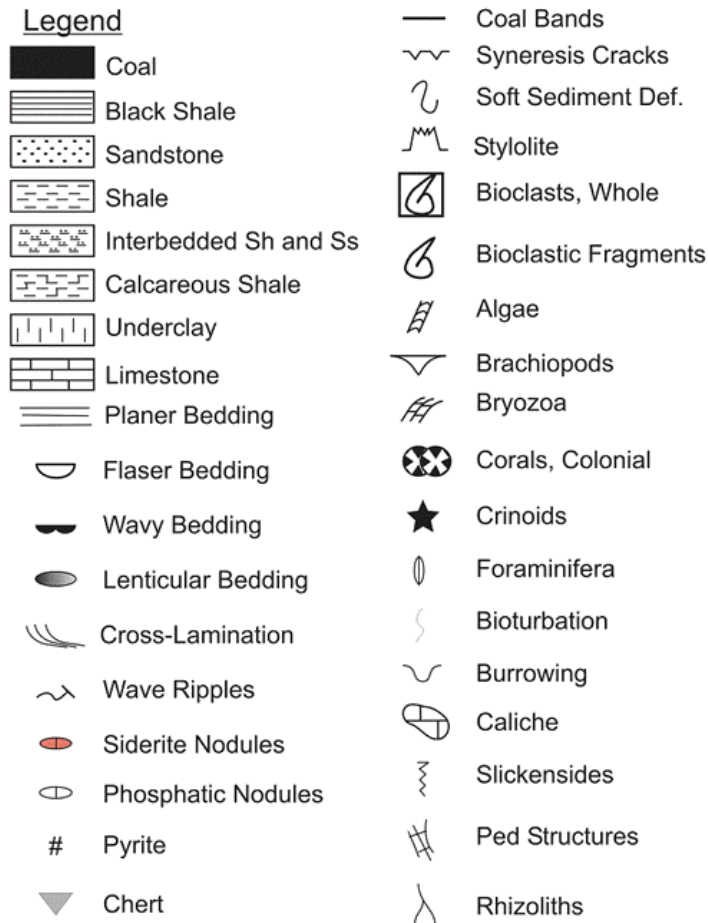 Legend
Coal
Black Shale
Sandstone
Shale
Interbedded Sh and Ss
Calcareous Shale
Underclay
Limestone
Planer Bedding
Flaser Bedding
Wavy Bedding
Lenticular Bedding
Cross-Lamination
Wave Ripples
Siderite Nodules
Phosphatic Nodules
# Pyrite
Chert
Coal Bands
Syneresis Cracks
Soft Sediment Def.
Stylolite
Bioclasts, Whole
Bioclastic Fragments
Algae
Brachiopods
Bryozoa
Corals, Colonial
Crinoids
Foraminifera
Bioturbation
Burrowing
Caliche
Slickensides
Ped Structures
Rhizoliths